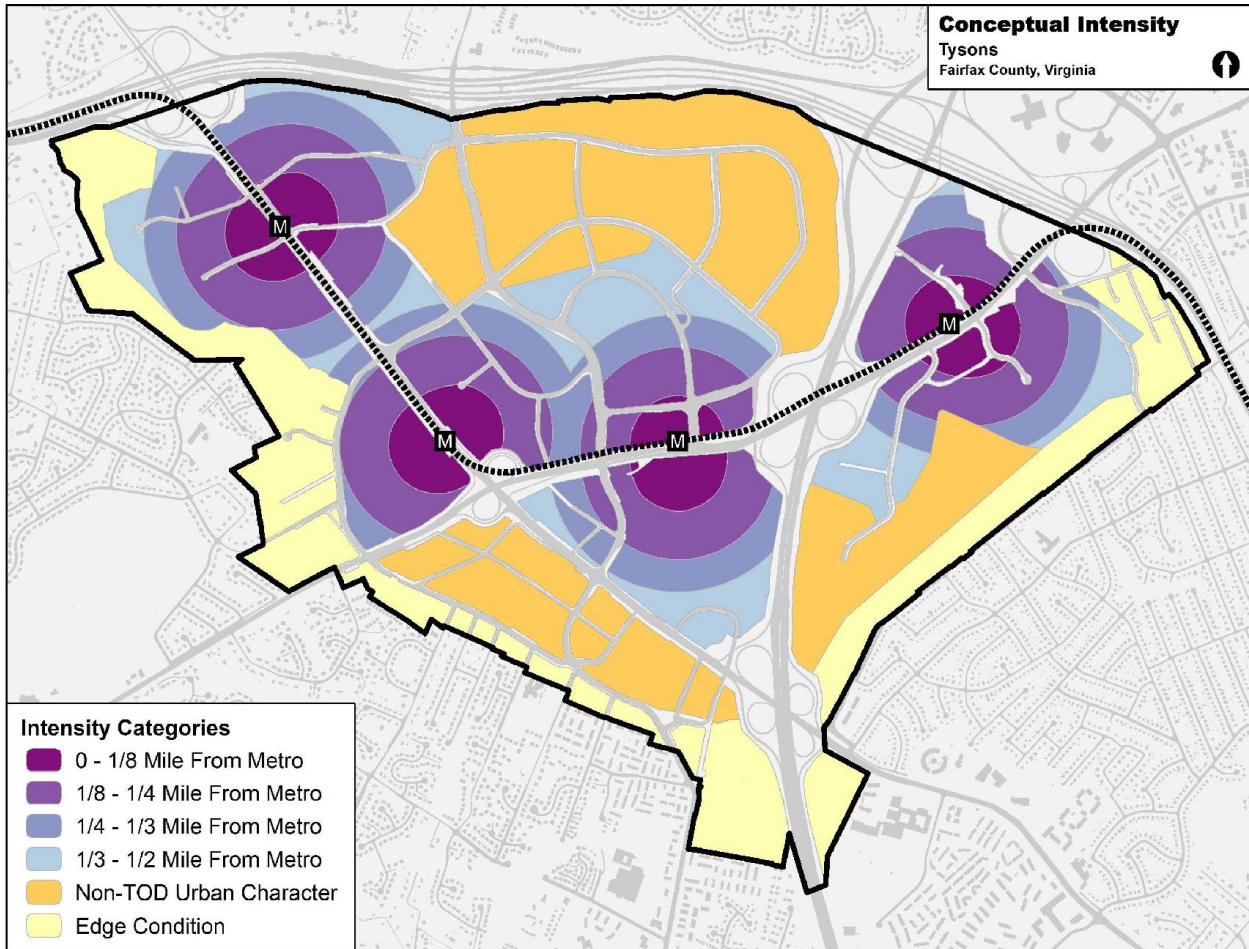 Conceptual Intensity
Tysons
Fairfax County, Virginia
M
M
M
M
Intensity Categories
0 - 1/8 Mile From Metro
1/8 - 1/4 Mile From Metro
1/4 - 1/3 Mile From Metro
1/3 - 1/2 Mile From Metro
Non-TOD Urban Character
Edge Condition